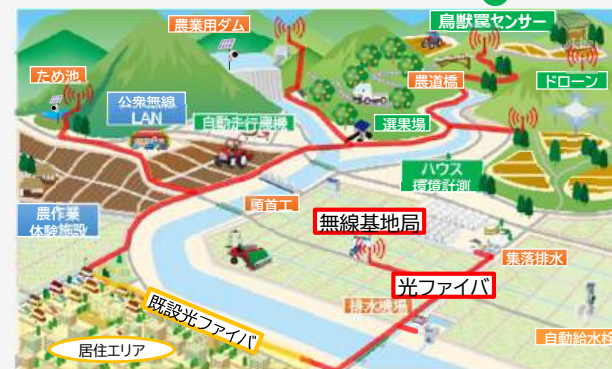 農業用ダム
鳥獣罠センサー
ため池
公衆無線
LAN
農道橋
ドローン
自動走行農機
選果場
ハウス
環境計測
頭首工
農作業
体験施設
無線基地局
集落排水
光ファイバ
排水機場
既設光ファイバ
自動給水栓
居住エリア